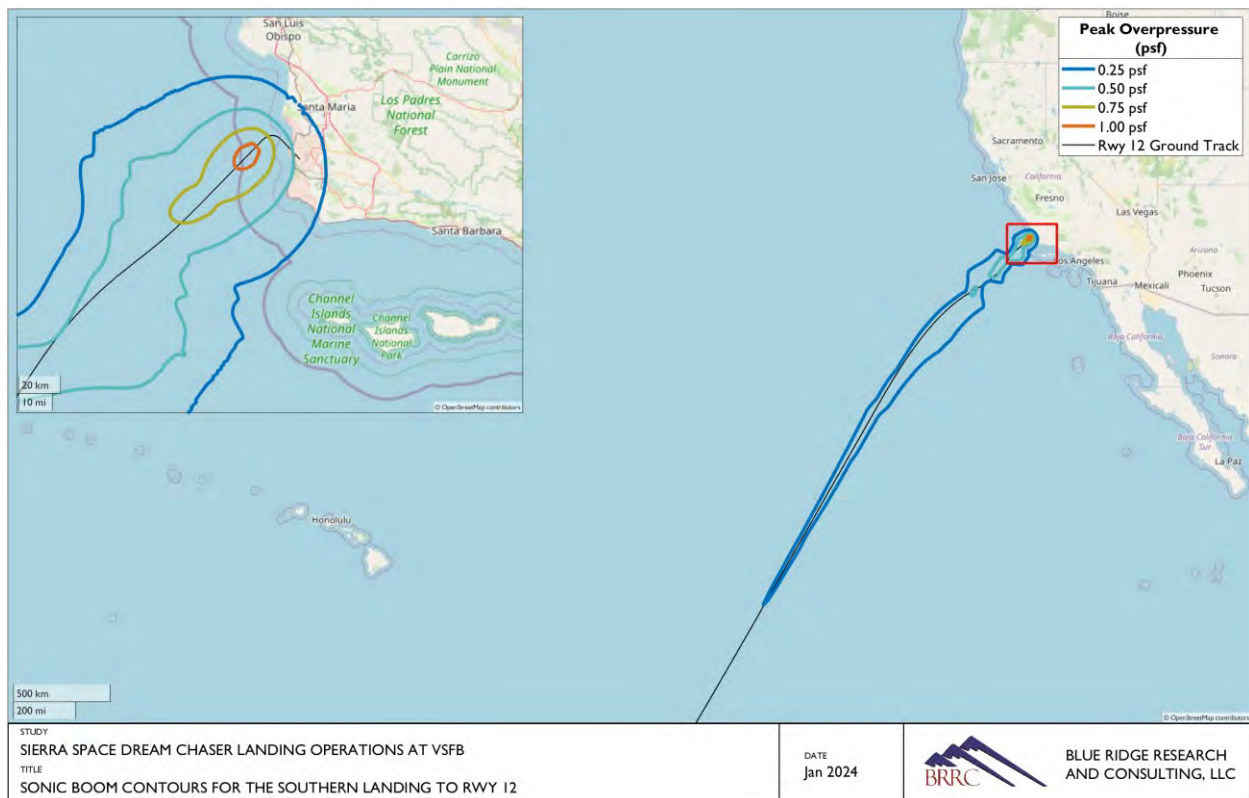 San Luis
Obispo
Carrizo
Plain National
Monument
Santa Maria
Los Padres
National
Forest
Santa Barbara
Channel
Islands
National
Marine
Sanctuary
Channel
Islands
National
Park
20 km
10 mi
© OpenStreetMap contributors
Boise
Peak Overpressure
(psf)
0.25 psf
0.50 psf
0.75 psf
1.00 psf
Rwy 12 Ground Track
Sacramento
San Jose
California
Fresno
Las Vegas
Los Angeles
Arizona
Phoenix
Tijuana
Mexicali
Tucson
Baja California
Sonora
Baja California
Sur
La Paz
Honolulu
500 km
200 mi
© OpenStreetMap contributors
STUDY
SIERRA SPACE DREAM CHASER LANDING OPERATIONS AT VSFB
TITLE
SONIC BOOM CONTOURS FOR THE SOUTHERN LANDING TO RWY 12
DATE
Jan 2024
BRRC
BLUE RIDGE RESEARCH
AND CONSULTING, LLC